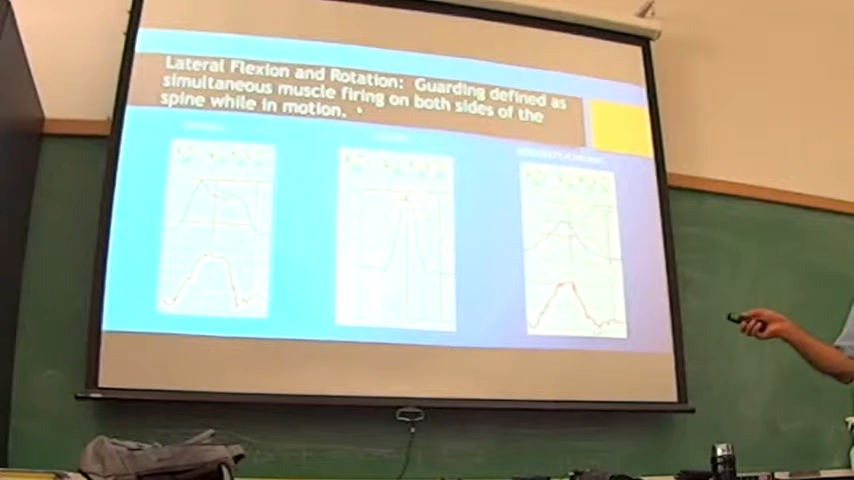 Lateral Flexion and Rotation: Guarding defined as
simultaneous muscle firing on both sides of the
spine while in motion.